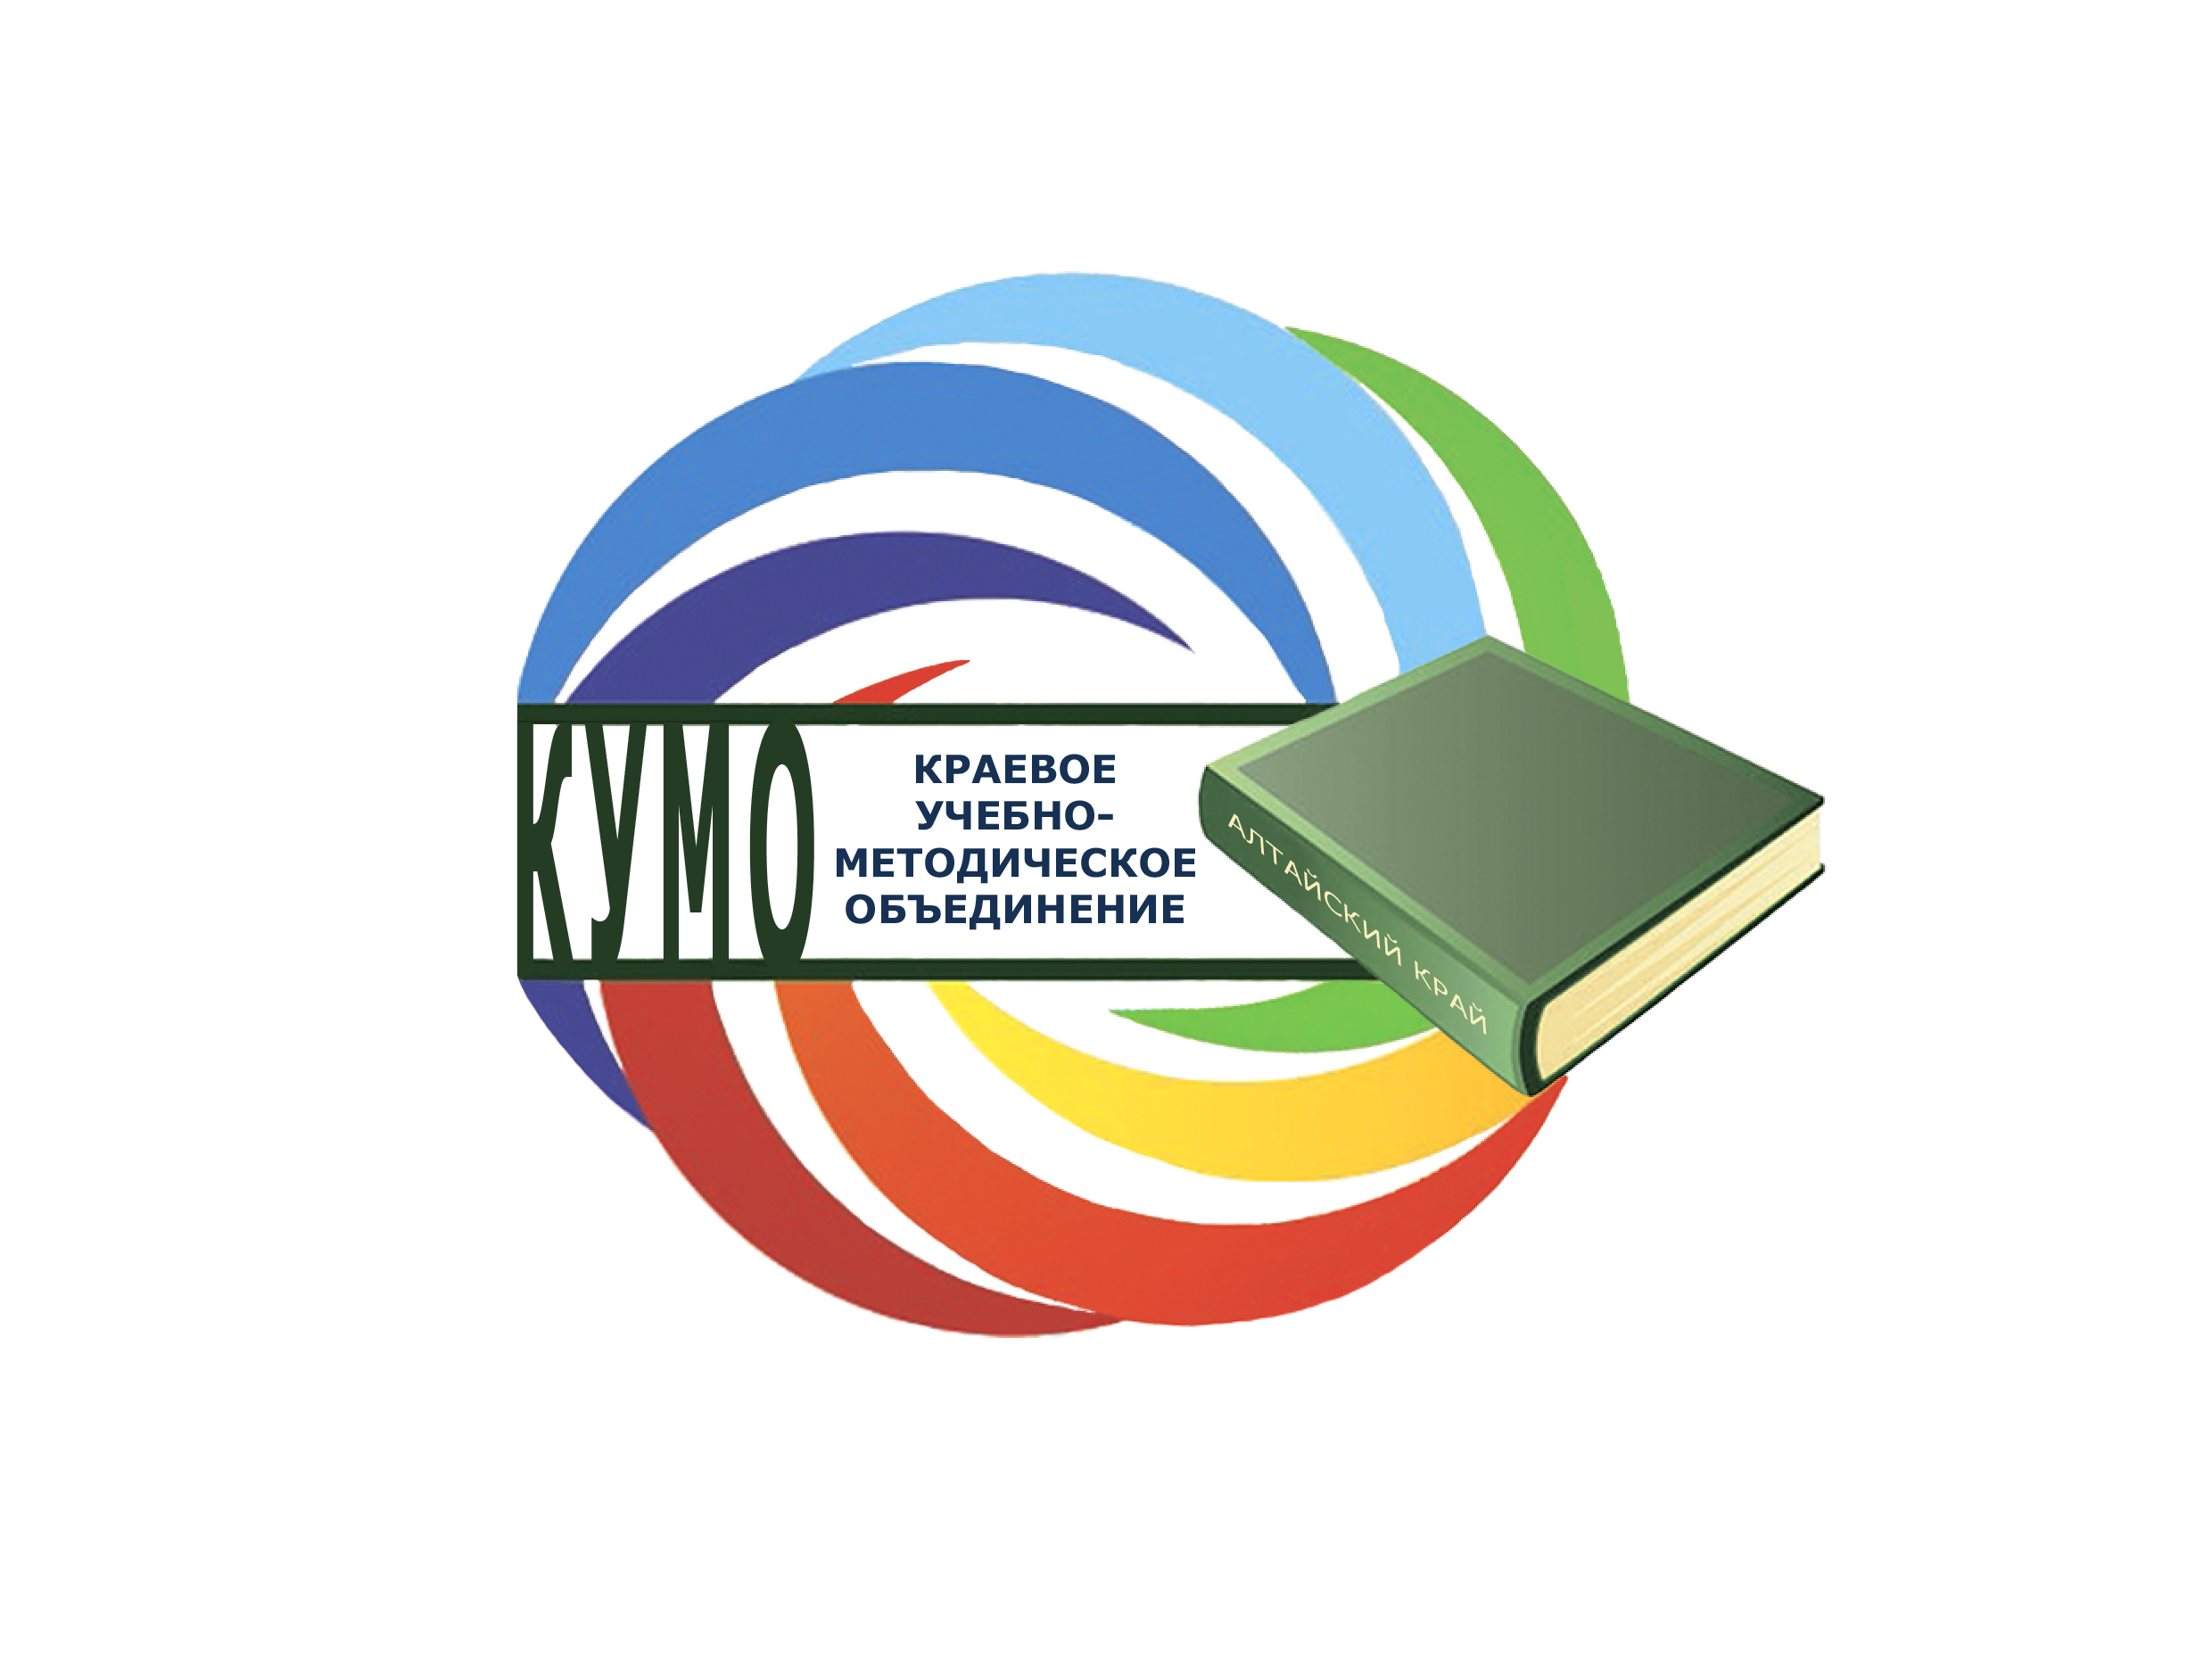 КУМО
КРАЕВОЕ
УЧЕБНО-
МЕТОДИЧЕСКОЕ
ОБЪЕДИНЕНИЕ
АЛТАЙСКИЙ КРАЙ